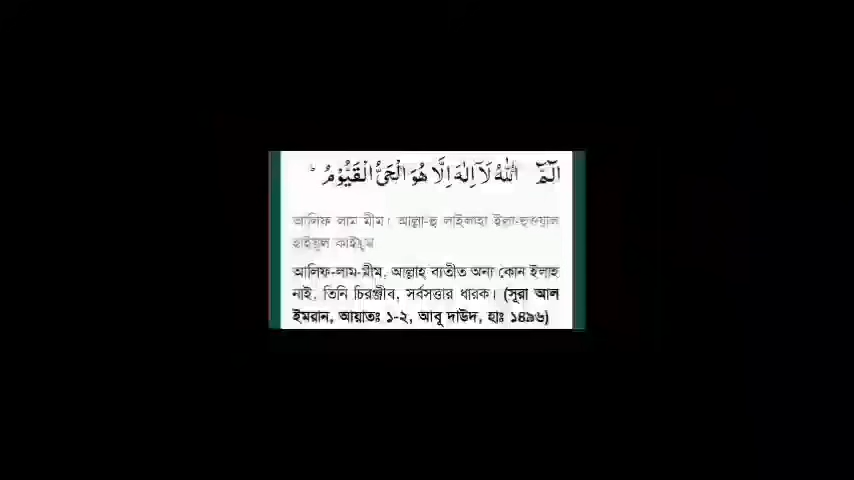 الٓمّٓ اللّٰهُ لَآ اِلٰهَ اِلَّا هُوَ الْحَىُّ الْقَيُّوْمُ ؕ
আলিফ লাম মীম। আল্লা-হু লাইলাহা ইল্লা-হুওয়াল
হাইয়ুল কাইয়ূম
আলিফ-লাম-মীম, আল্লাহ ব্যতীত অন্য কোন ইলাহ
নাই, তিনি চিরঞ্জীব, সর্বসত্তার ধারক। (সূরা আল
ইমরান, আয়াতঃ ১-২, আবূ দাউদ, হাঃ ১৪৯৬)